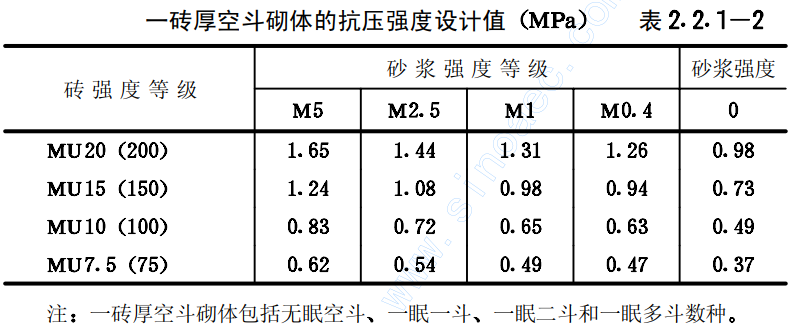 一砖厚空斗砌体的抗压强度设计值（MPa） 表2.2.1—2
砖强度等级 砂浆强度等级 砂浆强度
M5 M2.5 M1 M0.4 0
MU20（200） 1.65 1.44 1.31 1.26 0.98
MU15（150） 1.24 1.08 0.98 0.94 0.73
MU10（100） 0.83 0.72 0.65 0.63 0.49
MU7.5（75） 0.62 0.54 0.49 0.47 0.37
注：一砖厚空斗砌体包括无眠空斗、一眠一斗、一眠二斗和一眠多斗数种。